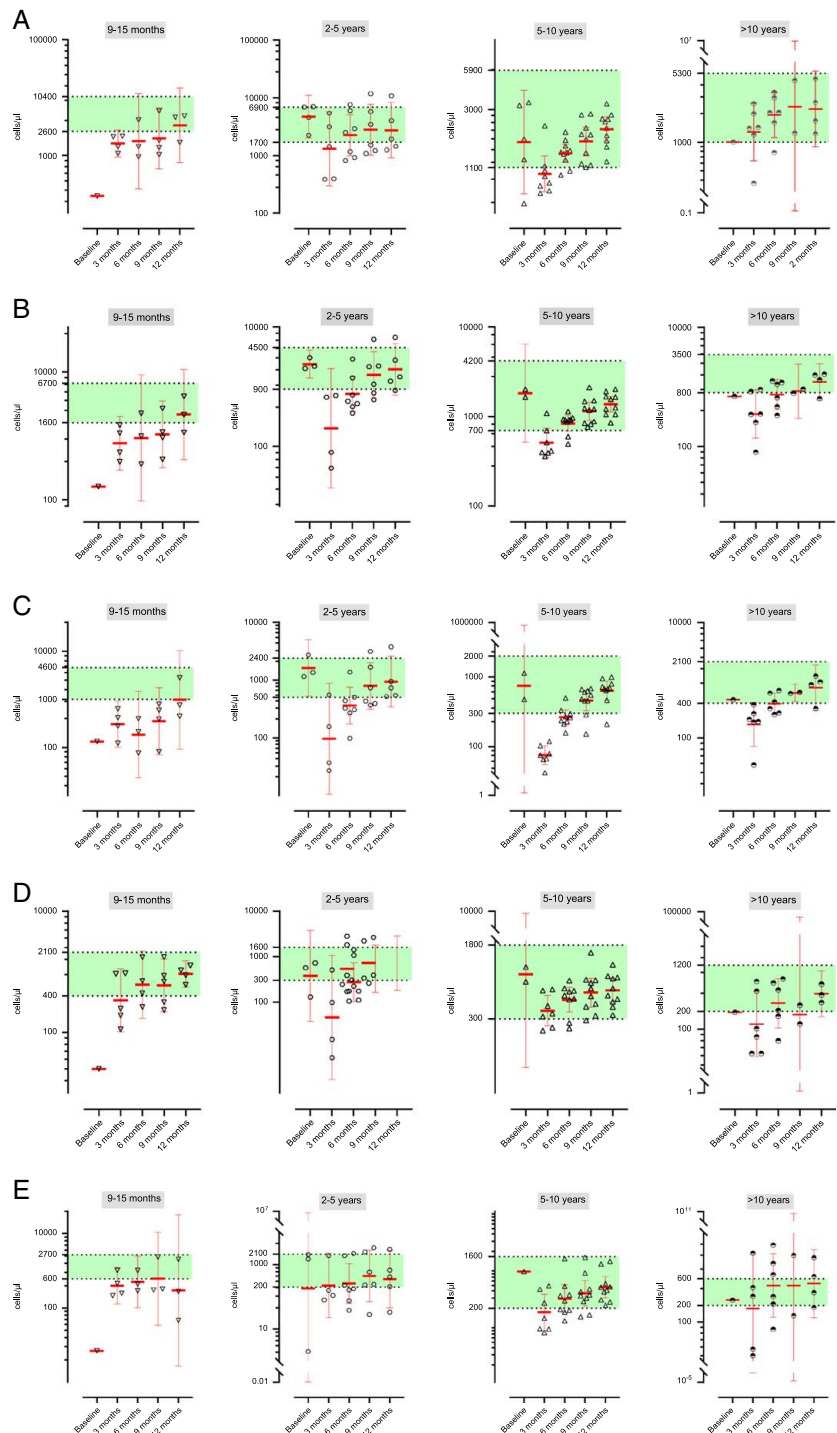 A
9-15 months
100000
10400
2600
1000
cells/µl
Baseline
3 months
6 months
9 months
12 months
2-5 years
100000
10000
6900
1700
1000
100
cells/µl
Baseline
3 months
6 months
9 months
12 months
5-10 years
5900
3000
1100
cells/µl
Baseline
3 months
6 months
9 months
12 months
>10 years
10⁷
5300
1000
0.1
cells/µl
Baseline
3 months
6 months
9 months
2 months
B
9-15 months
10000
6700
1600
100
cells/µl
Baseline
3 months
6 months
9 months
12 months
2-5 years
10000
4500
900
100
cells/µl
Baseline
3 months
6 months
9 months
12 months
5-10 years
10000
4200
1000
700
100
cells/µl
Baseline
3 months
6 months
9 months
12 months
>10 years
10000
3500
800
100
cells/µl
Baseline
3 months
6 months
9 months
12 months
C
9-15 months
10000
4600
1000
100
cells/µl
Baseline
3 months
6 months
9 months
12 months
2-5 years
10000
2400
1000
500
100
cells/µl
Baseline
3 months
6 months
9 months
12 months
5-10 years
1000000
2000
1000
300
100
1
cells/µl
Baseline
3 months
6 months
9 months
12 months
>10 years
10000
2100
400
100
cells/µl
Baseline
3 months
6 months
9 months
12 months
D
9-15 months
10000
2100
400
100
cells/µl
Baseline
3 months
6 months
9 months
12 months
2-5 years
10000
1600
1000
300
100
cells/µl
Baseline
3 months
6 months
9 months
12 months
5-10 years
10000
1800
300
cells/µl
Baseline
3 months
6 months
9 months
12 months
>10 years
100000
1200
200
100
1
cells/µl
Baseline
3 months
6 months
9 months
12 months
E
9-15 months
10000
2700
600
100
cells/µl
Baseline
3 months
6 months
9 months
12 months
2-5 years
10⁷
2100
200
10
0.01
cells/µl
Baseline
3 months
6 months
9 months
12 months
5-10 years
1600
200
cells/µl
Baseline
3 months
6 months
9 months
12 months
>10 years
10¹¹
600
200
100
10⁻⁵
cells/µl
Baseline
3 months
6 months
9 months
12 months